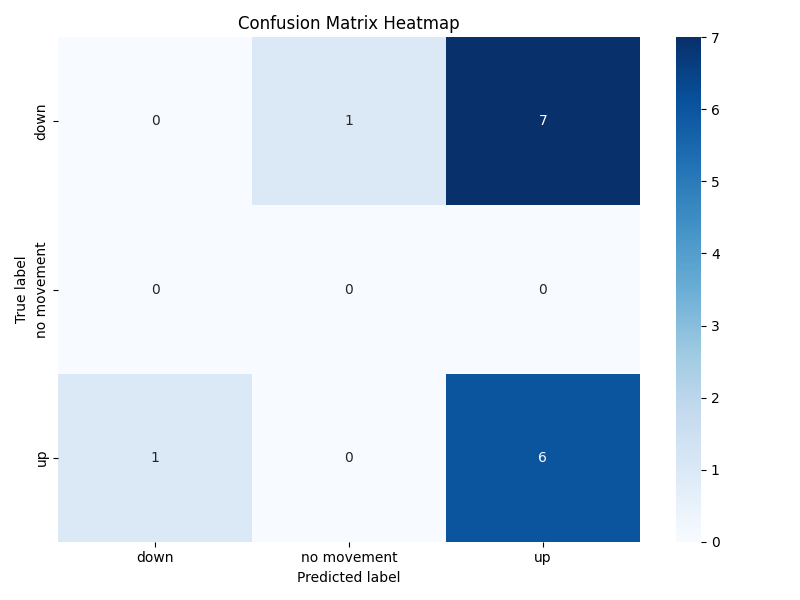 Confusion Matrix Heatmap
True label
down
no movement
up
0
1
7
0
0
0
1
0
6
down
no movement
up
Predicted label
7
6
5
4
3
2
1
0